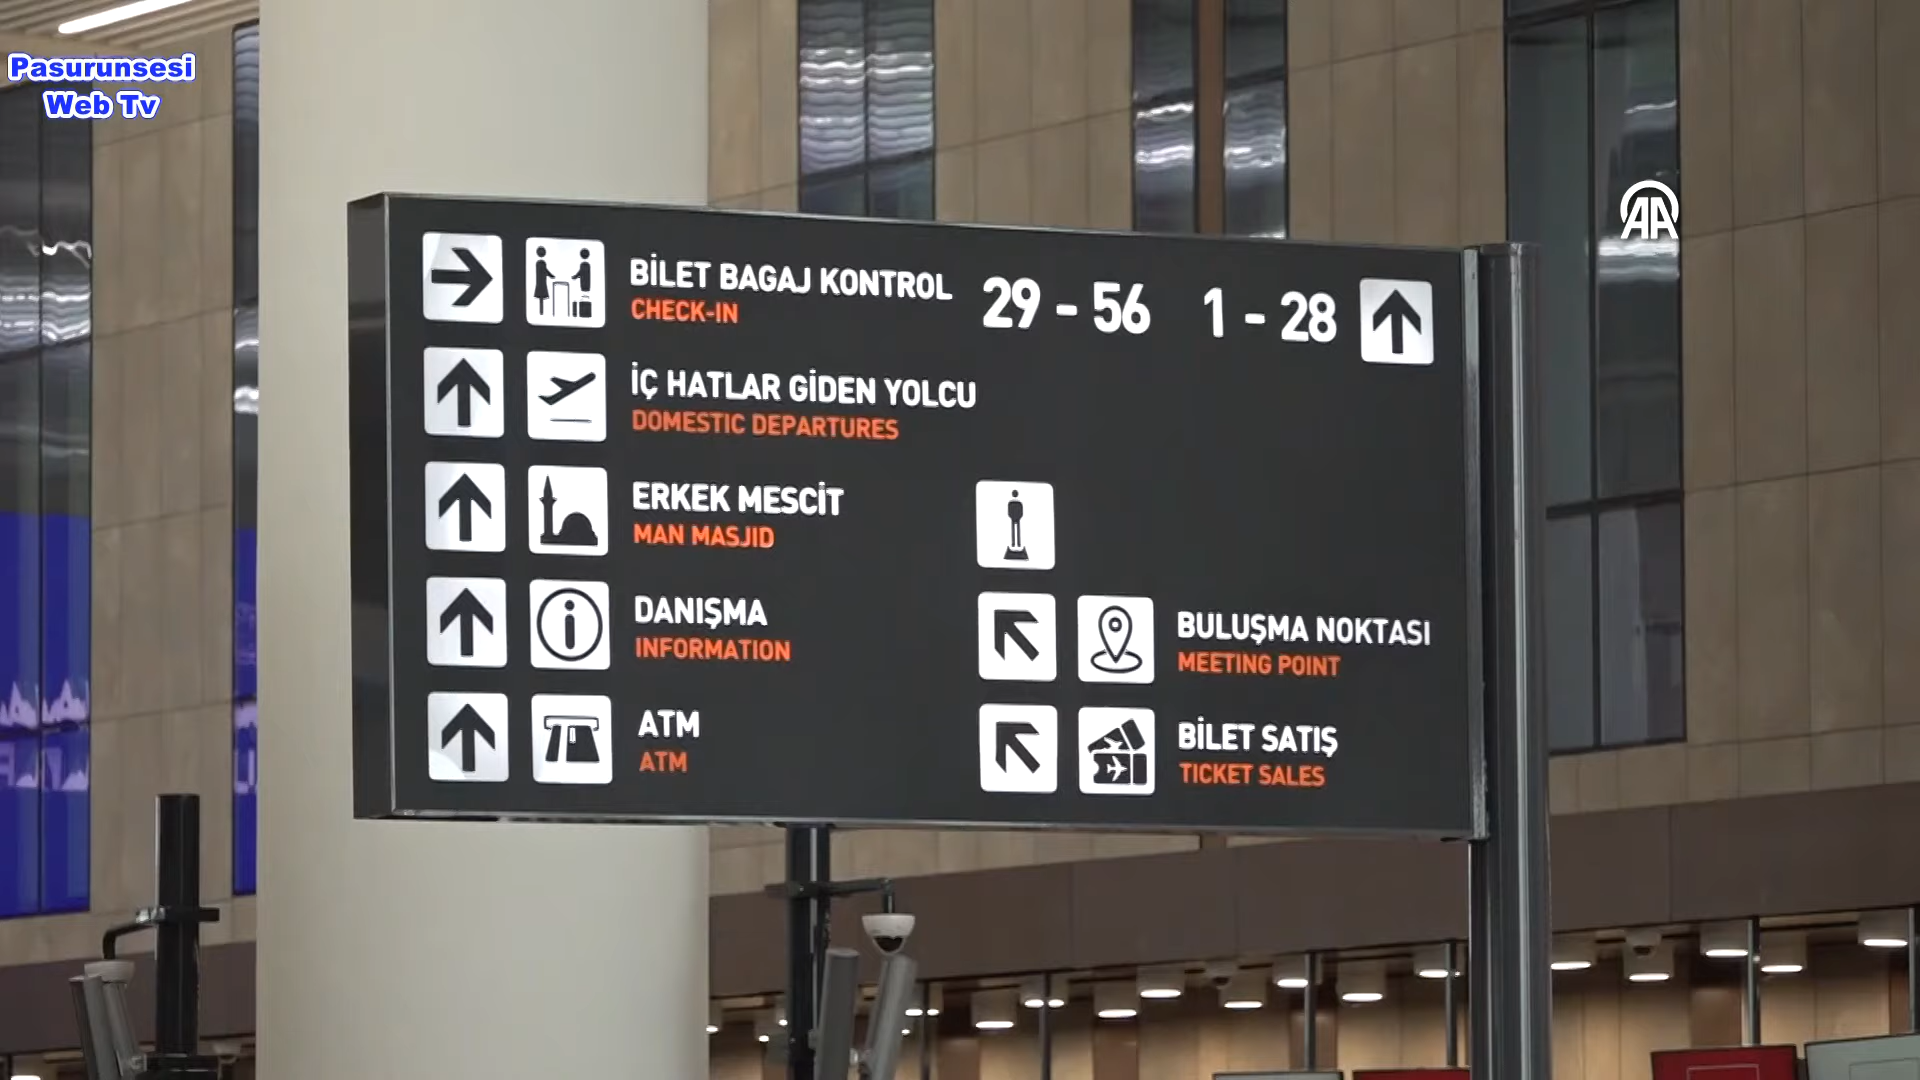 Pasurunsesi
Web Tv
AA
BİLET BAGAJ KONTROL 29 - 56 1 - 28
CHECK-IN
İÇ HATLAR GİDEN YOLCU
DOMESTIC DEPARTURES
ERKEK MESCİT
MAN MASJID
DANIŞMA
INFORMATION
BULUŞMA NOKTASI
MEETING POINT
ATM
ATM
BİLET SATIŞ
TICKET SALES